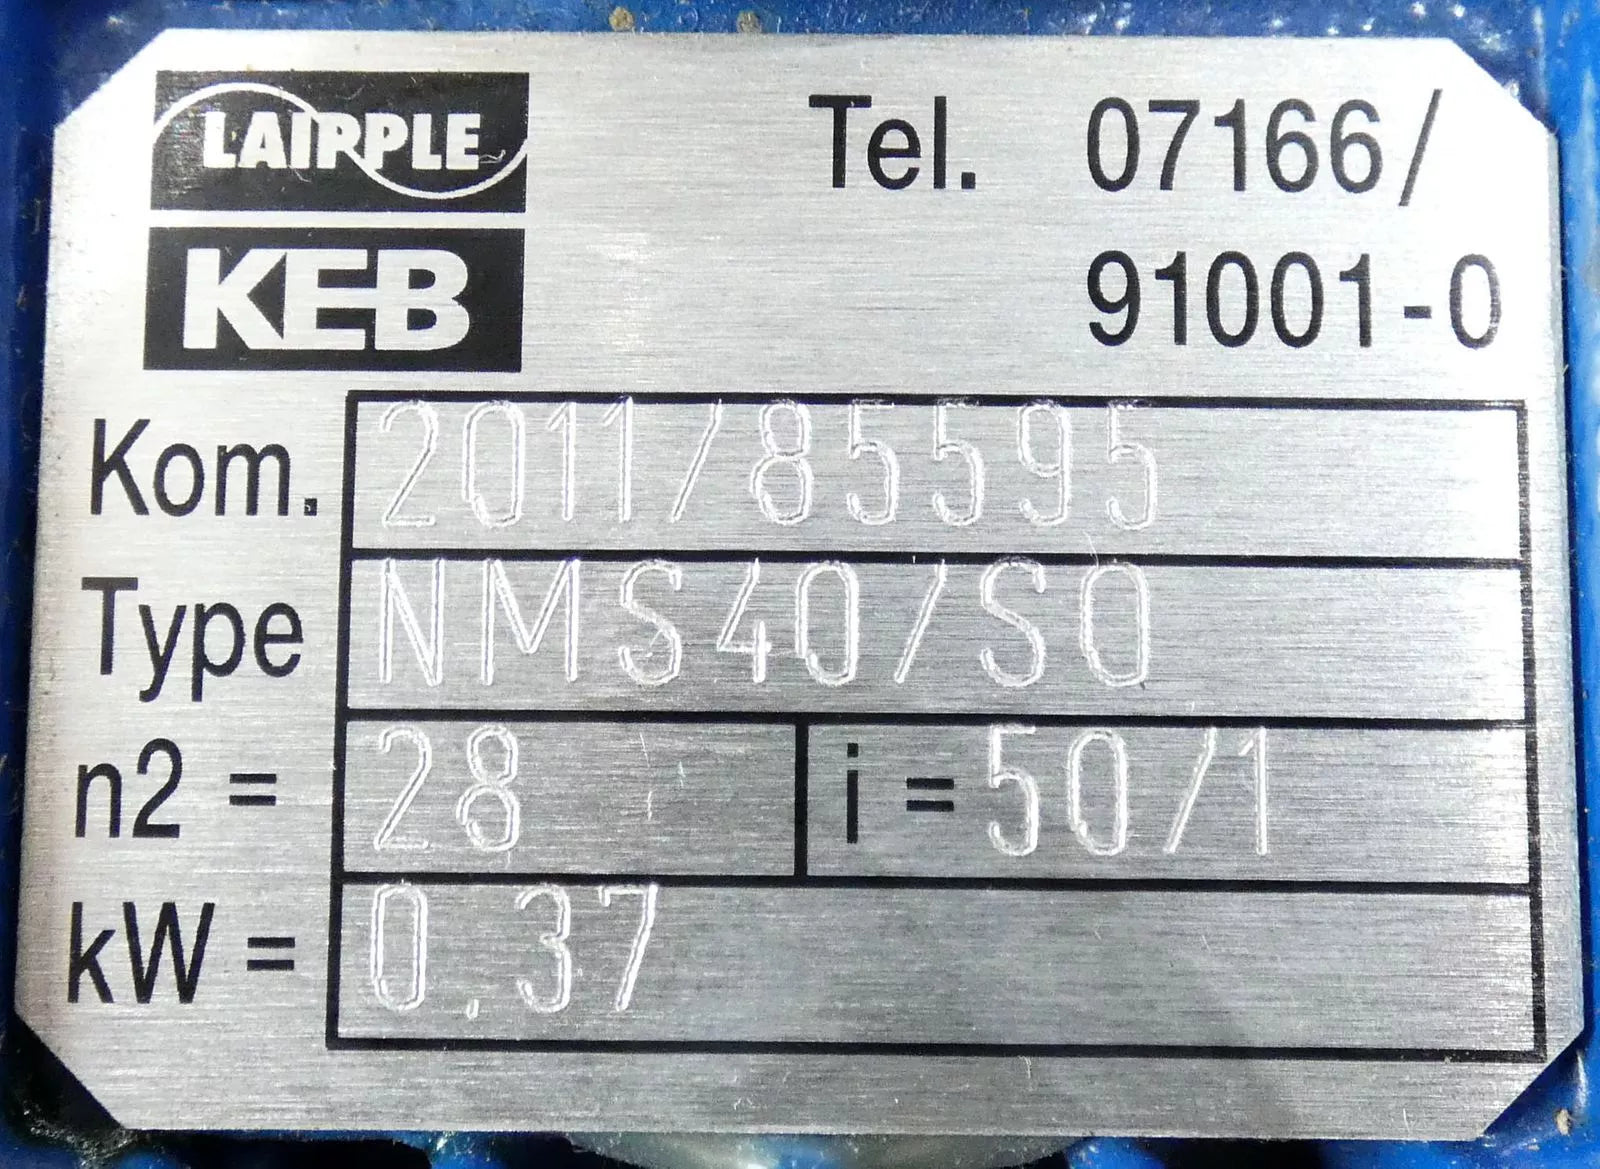 LAIPPLE
KEB
Tel. 07166/
91001-0
Kom. 2011/85595
Type NMS40/S0
n2 = 28 i = 50/1
kW = 0.37